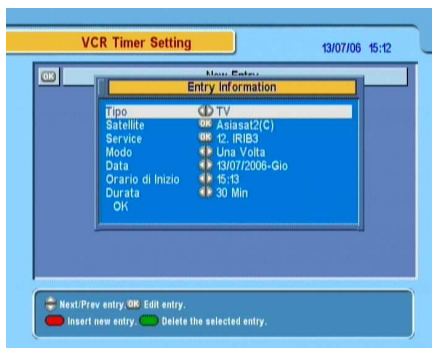 VCR Timer Setting
13/07/06 15:12
OK New Entry
Entry Information
Tipo TV
Satellite OK Asiasat2(C)
Service OK 12. IRIB3
Modo Una Volta
Data 13/07/2006-Gio
Orario di Inizio 15:13
Durata 30 Min
OK
Next/Prev entry. OK Edit entry.
Insert new entry. Delete the selected entry.